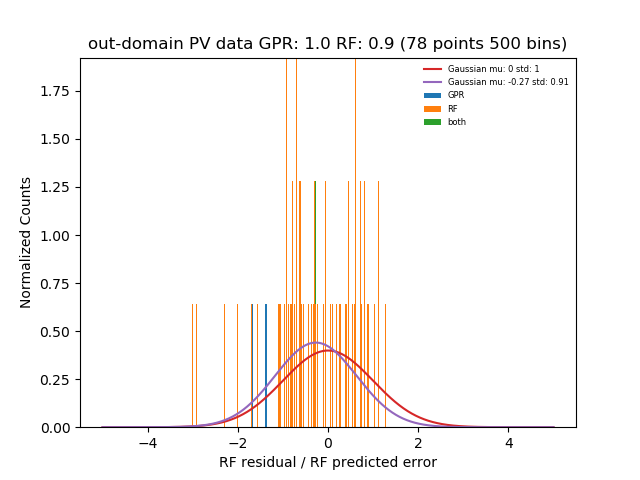 out-domain PV data GPR: 1.0 RF: 0.9 (78 points 500 bins)
Gaussian mu: 0 std: 1
Gaussian mu: -0.27 std: 0.91
GPR
RF
both
Normalized Counts
1.75
1.50
1.25
1.00
0.75
0.50
0.25
0.00
−4
−2
0
2
4
RF residual / RF predicted error